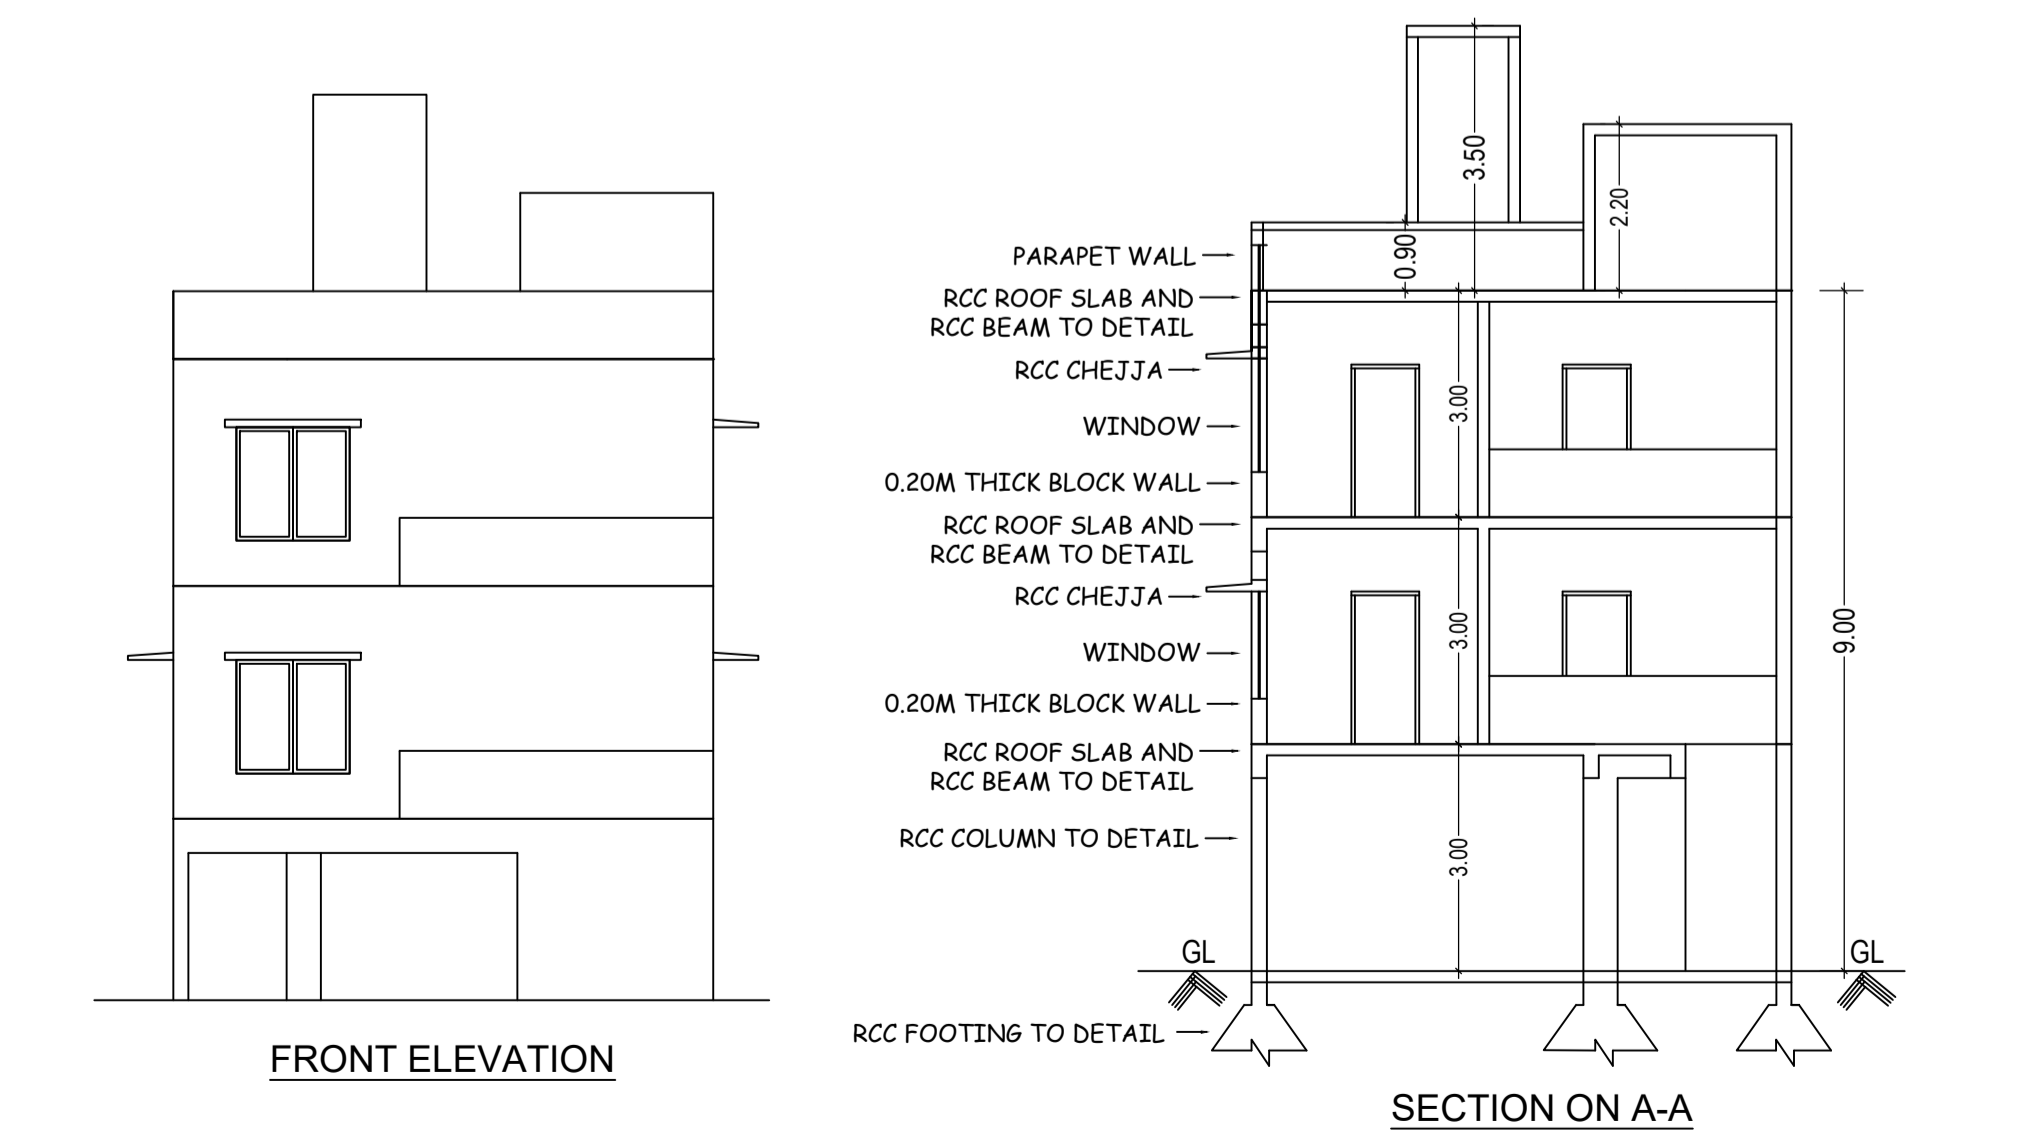 3.50
2.20
PARAPET WALL
0.90
RCC ROOF SLAB AND
RCC BEAM TO DETAIL
RCC CHEJJA
3.00
WINDOW
0.20M THICK BLOCK WALL
RCC ROOF SLAB AND
RCC BEAM TO DETAIL
RCC CHEJJA
3.00
9.00
WINDOW
0.20M THICK BLOCK WALL
RCC ROOF SLAB AND
RCC BEAM TO DETAIL
RCC COLUMN TO DETAIL
3.00
GL
GL
RCC FOOTING TO DETAIL
FRONT ELEVATION
SECTION ON A-A